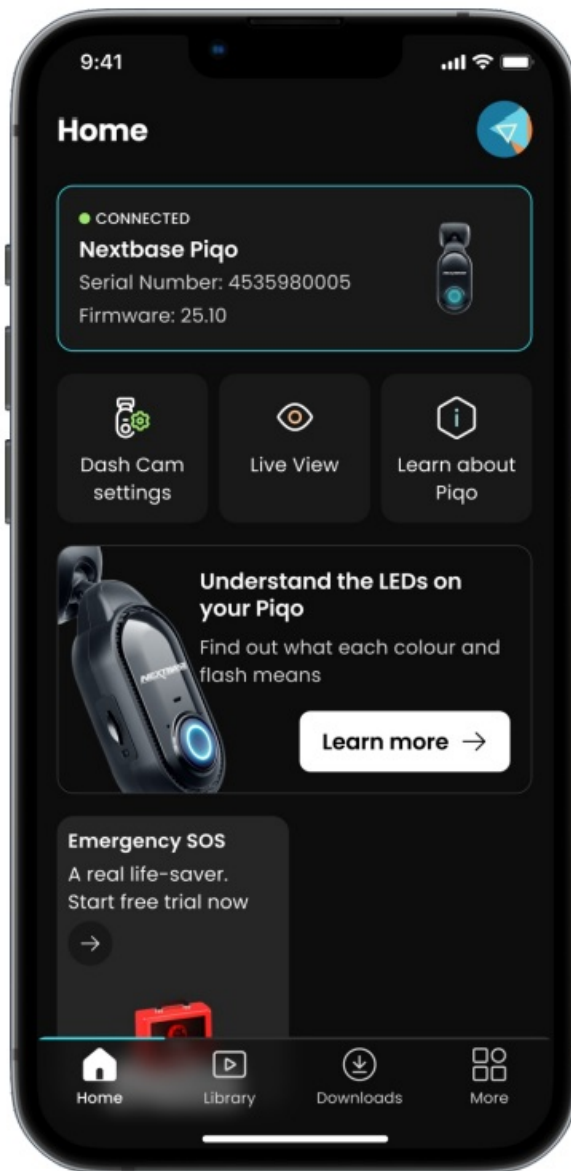 9:41
Home
CONNECTED
Nextbase Piqo
Serial Number: 4535980005
Firmware: 25.10
Dash Cam
settings
Live View
Learn about
Piqo
Understand the LEDs on
your Piqo
Find out what each colour and
flash means
NEXTBASE
Learn more
Emergency SOS
A real life-saver.
Start free trial now
Home
Library
Downloads
More